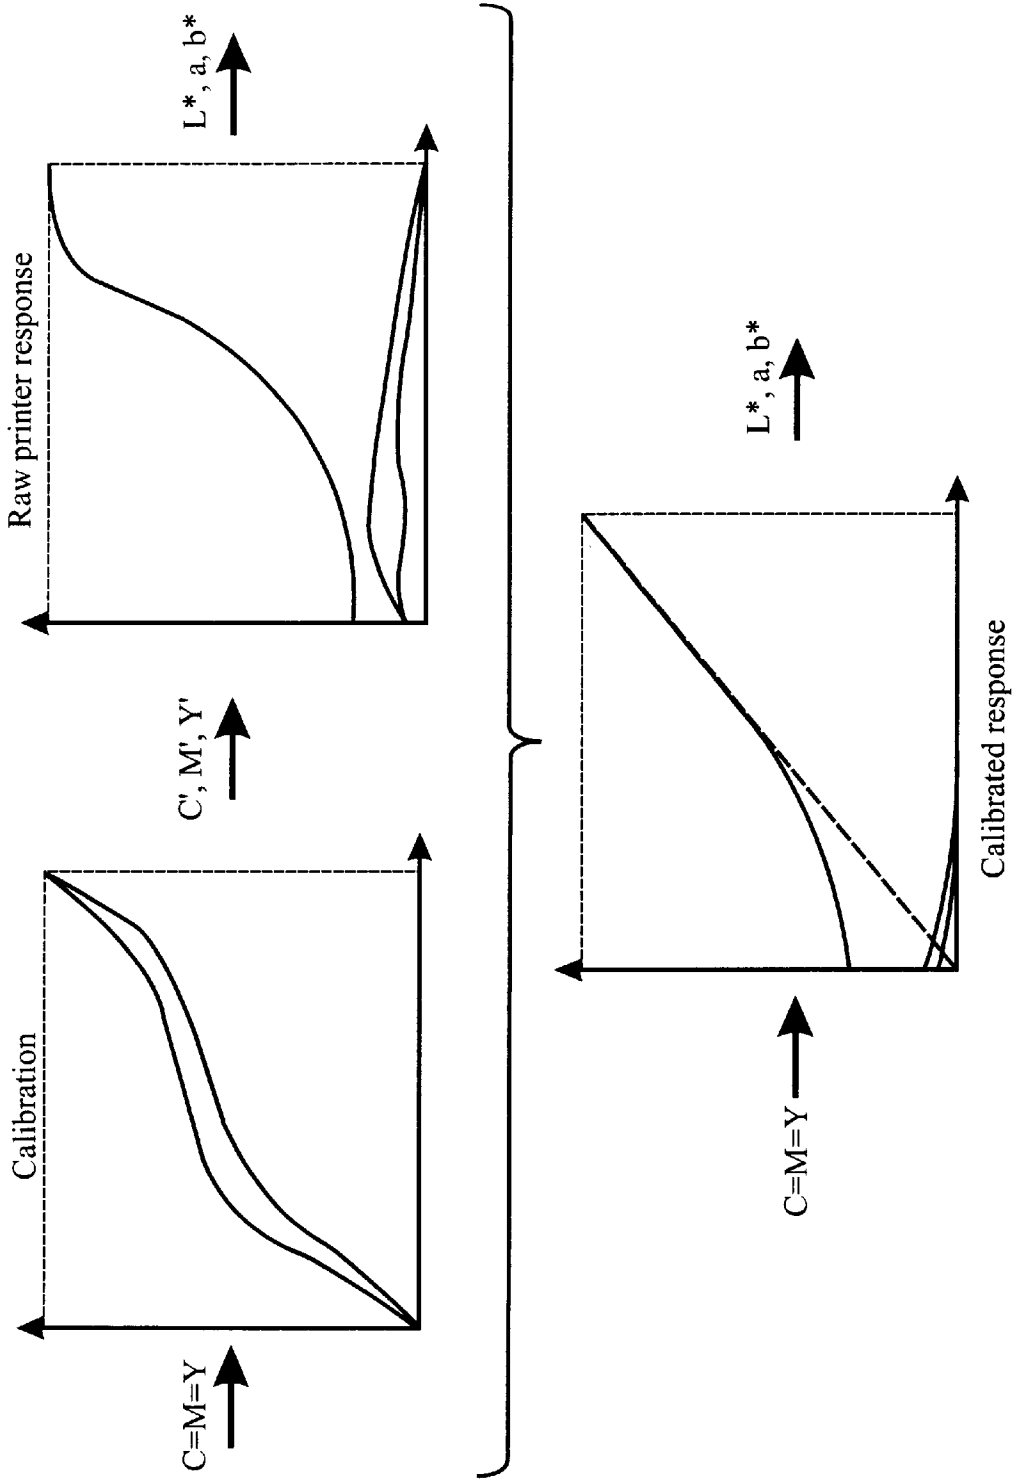 Calibration
Raw printer response
C=M=Y
C', M', Y'
L*, a, b*
C=M=Y
L*, a, b*
Calibrated response